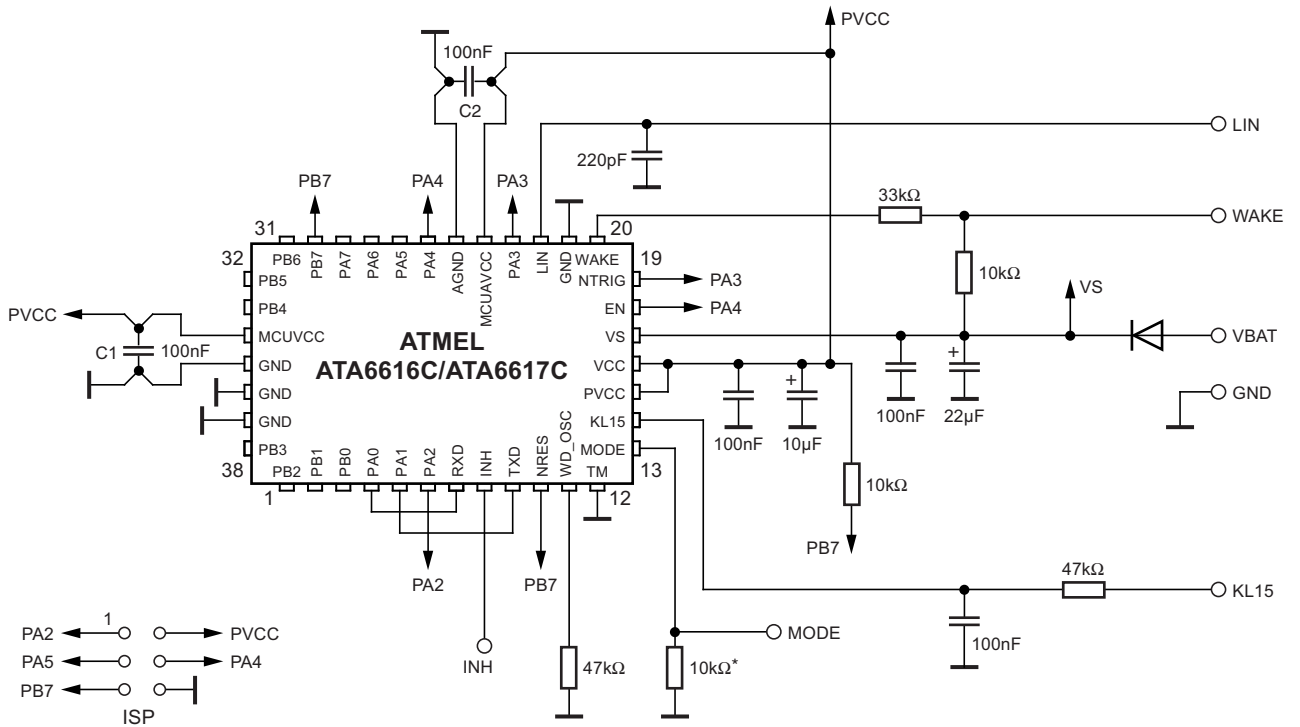 PVCC
100nF
C2
LIN
220pF
PB7
PA4
PA3
33kΩ
WAKE
31
20
32
19
PB6
PB7
PA7
PA6
PA5
PA4
AGND
MCUAVCC
PA3
LIN
GND
WAKE
PB5
NTRIG
PA3
10kΩ
PB4
EN
PA4
VS
PVCC
MCUVCC
VS
VBAT
C1
100nF
ATMEL
ATA6616C/ATA6617C
GND
VCC
+
+
GND
PVCC
GND
100nF
22µF
GND
KL15
100nF
10µF
PB3
MODE
38
13
PB2
PB1
PB0
PA0
PA1
PA2
RXD
INH
TXD
NRES
WD_OSC
TM
1
12
10kΩ
PB7
PA2
PB7
47kΩ
KL15
1
PA2
PVCC
MODE
100nF
PA5
PA4
INH
47kΩ
10kΩ*
PB7
ISP